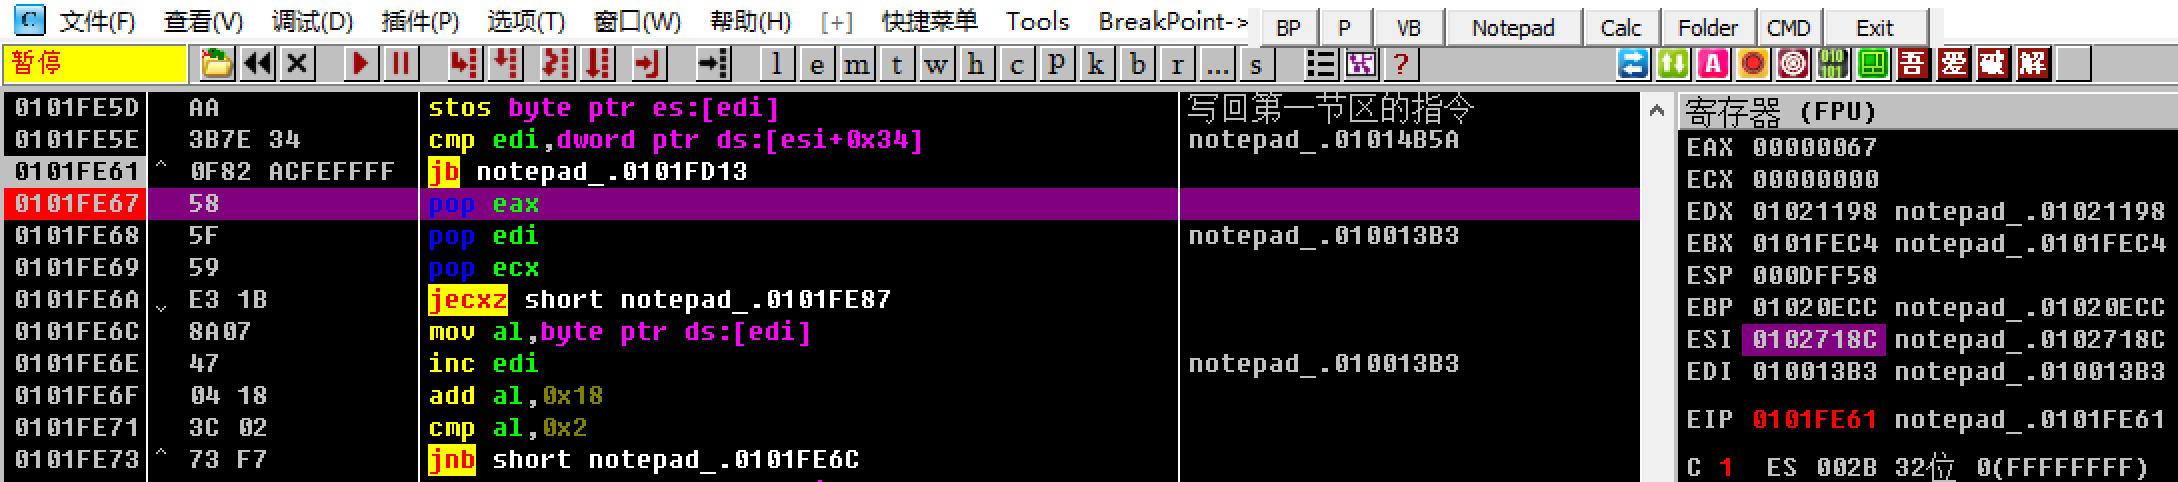 文件(F) 查看(V) 调试(D) 插件(P) 选项(T) 窗口(W) 帮助(H) [+] 快捷菜单 Tools BreakPoint-> BP P VB Notepad Calc Folder CMD Exit
暂停 l e m t w h c p k b r ... s ? A 010 101 吾 爱 破 解
0101FE5D AA stos byte ptr es:[edi] 写回第一节区的指令
0101FE5E 3B7E 34 cmp edi,dword ptr ds:[esi+0x34] notepad_.01014B5A
0101FE61 ^ 0F82 ACFEFFFF jb notepad_.0101FD13
0101FE67 58 pop eax
0101FE68 5F pop edi notepad_.010013B3
0101FE69 59 pop ecx
0101FE6A E3 1B jecxz short notepad_.0101FE87
0101FE6C 8A07 mov al,byte ptr ds:[edi]
0101FE6E 47 inc edi notepad_.010013B3
0101FE6F 04 18 add al,0x18
0101FE71 3C 02 cmp al,0x2
0101FE73 ^ 73 F7 jnb short notepad_.0101FE6C
寄存器 (FPU)
EAX 00000067
ECX 00000000
EDX 01021198 notepad_.01021198
EBX 0101FEC4 notepad_.0101FEC4
ESP 000DFF58
EBP 01020ECC notepad_.01020ECC
ESI 0102718C notepad_.0102718C
EDI 010013B3 notepad_.010013B3
EIP 0101FE61 notepad_.0101FE61
C 1 ES 002B 32位 0(FFFFFFFF)